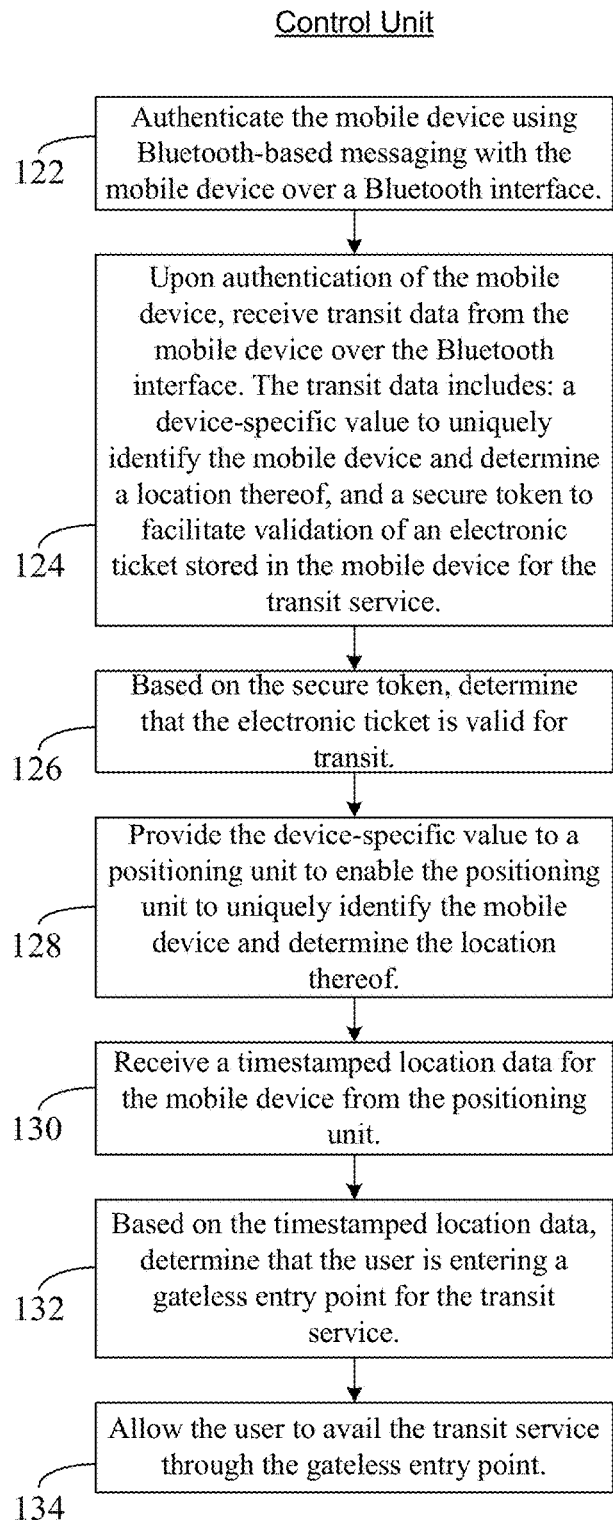 Control Unit
Authenticate the mobile device using
Bluetooth-based messaging with the
mobile device over a Bluetooth interface.
122
Upon authentication of the mobile
device, receive transit data from the
mobile device over the Bluetooth
interface. The transit data includes: a
device-specific value to uniquely
identify the mobile device and determine
a location thereof, and a secure token to
facilitate validation of an electronic
ticket stored in the mobile device for the
transit service.
124
Based on the secure token, determine
that the electronic ticket is valid for
transit.
126
Provide the device-specific value to a
positioning unit to enable the positioning
unit to uniquely identify the mobile
device and determine the location
thereof.
128
Receive a timestamped location data for
the mobile device from the positioning
unit.
130
Based on the timestamped location data,
determine that the user is entering a
gateless entry point for the transit
service.
132
Allow the user to avail the transit service
through the gateless entry point.
134